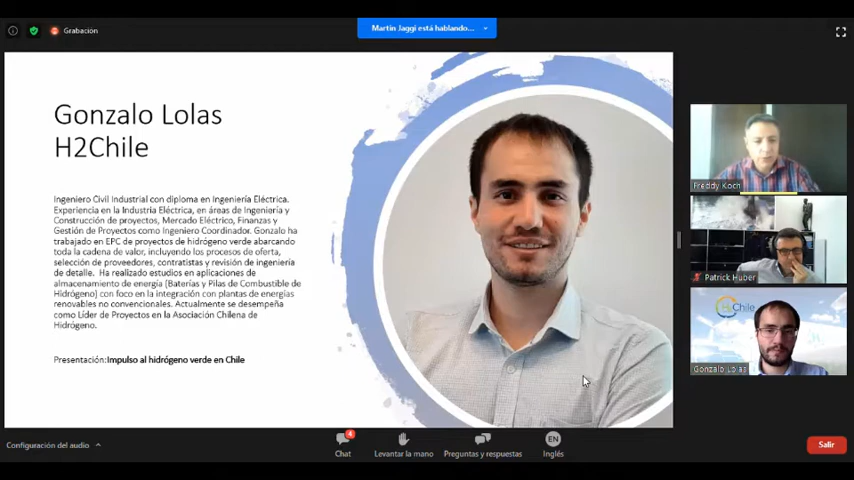 Grabación
Martín Jaggi está hablando...
Gonzalo Lolas
H2Chile
Ingeniero Civil Industrial con diploma en Ingeniería Eléctrica.
Experiencia en la Industria Eléctrica, en áreas de Ingeniería y
Construcción de proyectos, Mercado Eléctrico, Finanzas y
Gestión de Proyectos como Ingeniero Coordinador. Gonzalo ha
trabajado en EPC de proyectos de hidrógeno verde abarcando
toda la cadena de valor, incluyendo los procesos de oferta,
selección de proveedores, contratistas y revisión de ingeniería
de detalle. Ha realizado estudios en aplicaciones de
almacenamiento de energía (Baterías y Pilas de Combustible de
Hidrógeno) con foco en la integración con plantas de energías
renovables no convencionales. Actualmente se desempeña
como Líder de Proyectos en la Asociación Chilena de
Hidrógeno.
Presentación:Impulso al hidrógeno verde en Chile
Freddy Koch
Patrick Huber
H2Chile
Gonzalo Lolas
Configuración del audio
4
Chat
Levantar la mano
Preguntas y respuestas
EN
Inglés
Salir